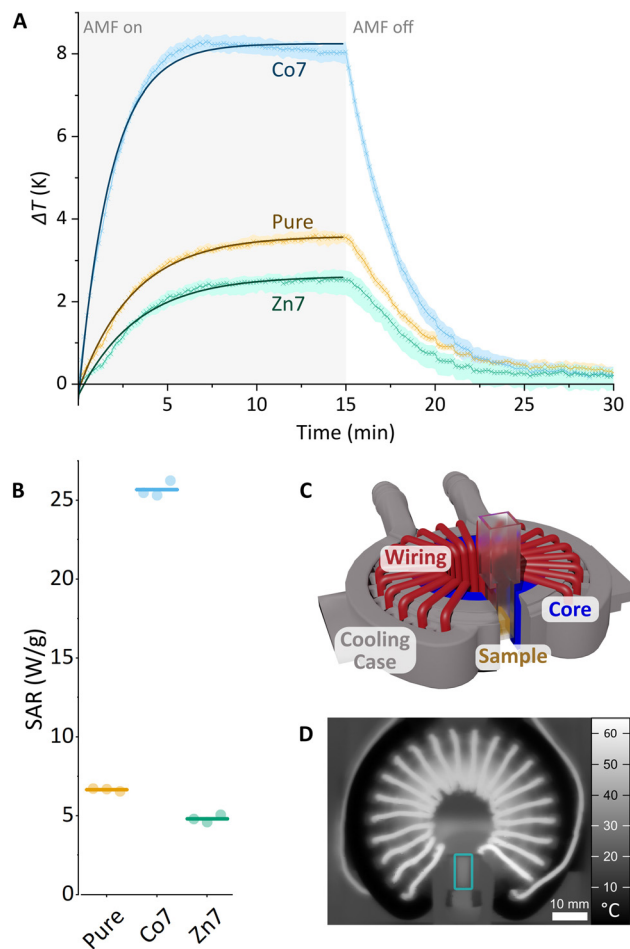 A
AMF on
AMF off
8
6
4
2
0
ΔT (K)
Co7
Pure
Zn7
5
10
15
20
25
30
Time (min)
B
25
20
15
10
5
0
SAR (W/g)
Pure
Co7
Zn7
C
Wiring
Core
Cooling
Case
Sample
D
60
50
40
30
20
10
°C
10 mm